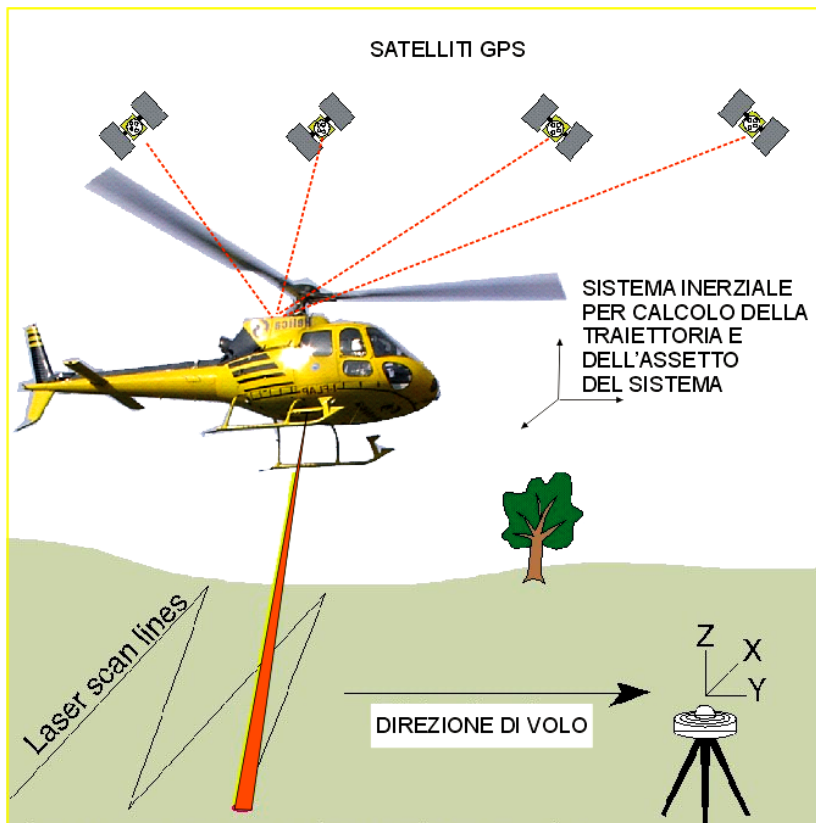 SATELLITI GPS
SISTEMA INERZIALE
PER CALCOLO DELLA
TRAIETTORIA E
DELL'ASSETTO
DEL SISTEMA
Laser scan lines
DIREZIONE DI VOLO
Z
X
Y